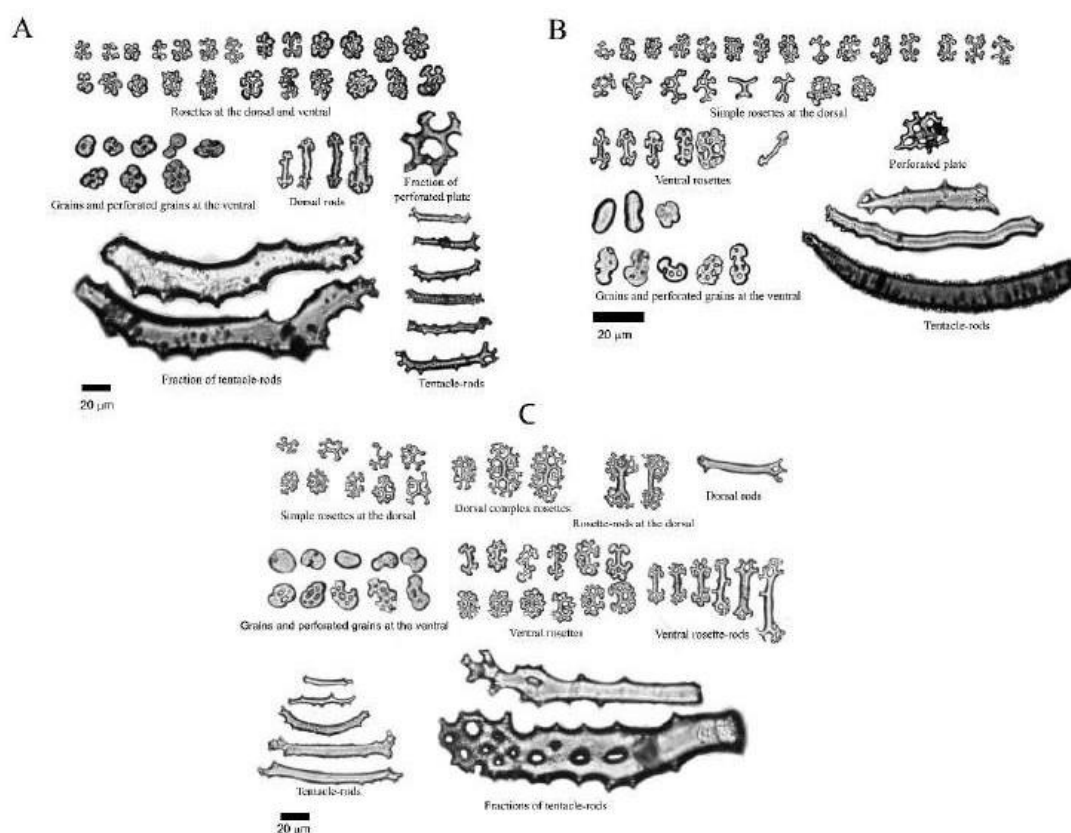 A
Rosettes at the dorsal and ventral
Grains and perforated grains at the ventral
Dorsal rods
Fraction of
perforated plate
Fraction of tentacle-rods
Tentacle-rods
20 μm
B
Simple rosettes at the dorsal
Ventral rosettes
Perforated plate
Grains and perforated grains at the ventral
20 μm
Tentacle-rods
C
Simple rosettes at the dorsal
Dorsal complex rosettes
Rosette-rods at the dorsal
Dorsal rods
Grains and perforated grains at the ventral
Ventral rosettes
Ventral rosette-rods
Tentacle-rods
Fractions of tentacle-rods
20 μm